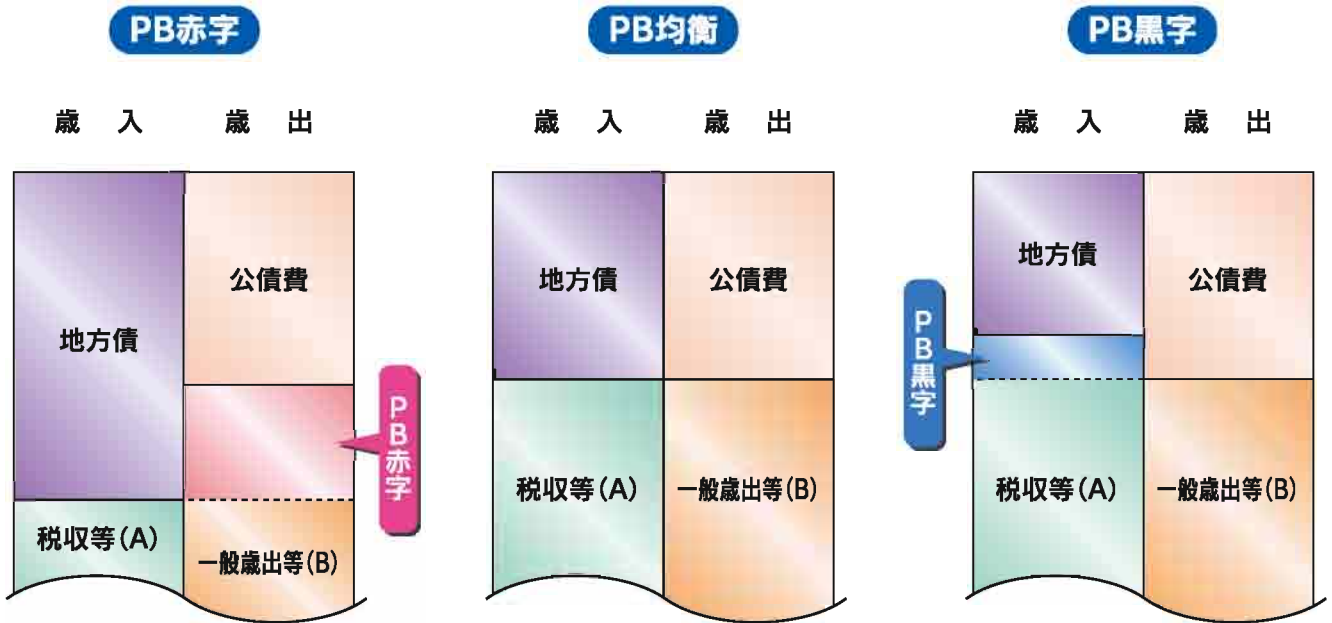 PB赤字
歳 入 歳 出
地方債
公債費
PB赤字
税収等(A)
一般歳出等(B)
PB均衡
歳 入 歳 出
地方債
公債費
税収等(A)
一般歳出等(B)
PB黒字
歳 入 歳 出
地方債
公債費
PB黒字
税収等(A)
一般歳出等(B)